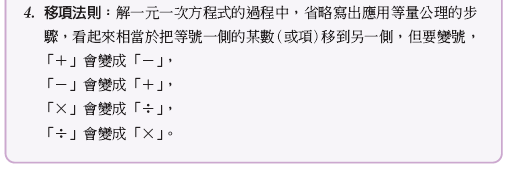 4. 移項法則：解一元一次方程式的過程中，省略寫出應用等量公理的步
驟，看起來相當於把等號一側的某數(或項)移到另一側，但要變號，
「＋」會變成「－」，
「－」會變成「＋」，
「×」會變成「÷」，
「÷」會變成「×」。